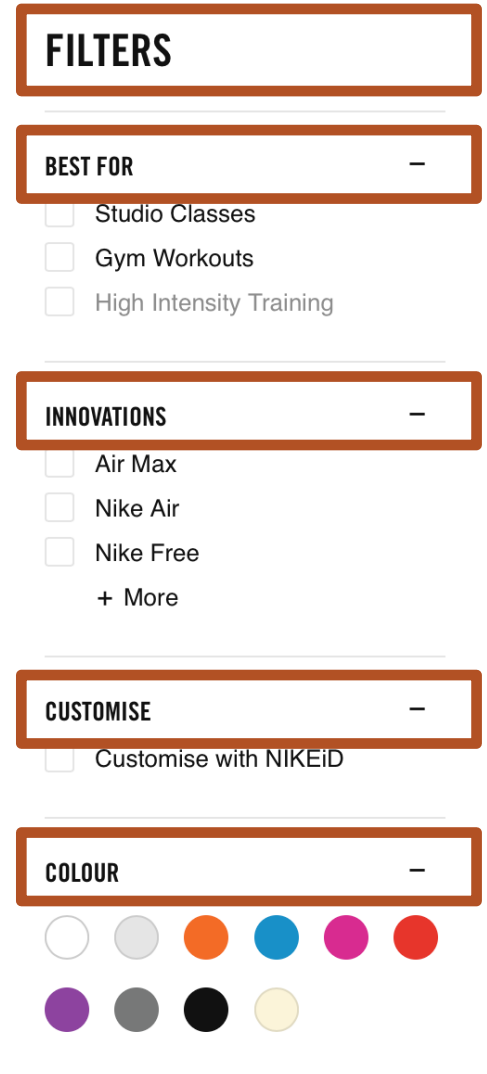 FILTERS
BEST FOR −
Studio Classes
Gym Workouts
High Intensity Training
INNOVATIONS −
Air Max
Nike Air
Nike Free
+ More
CUSTOMISE −
Customise with NIKEiD
COLOUR −